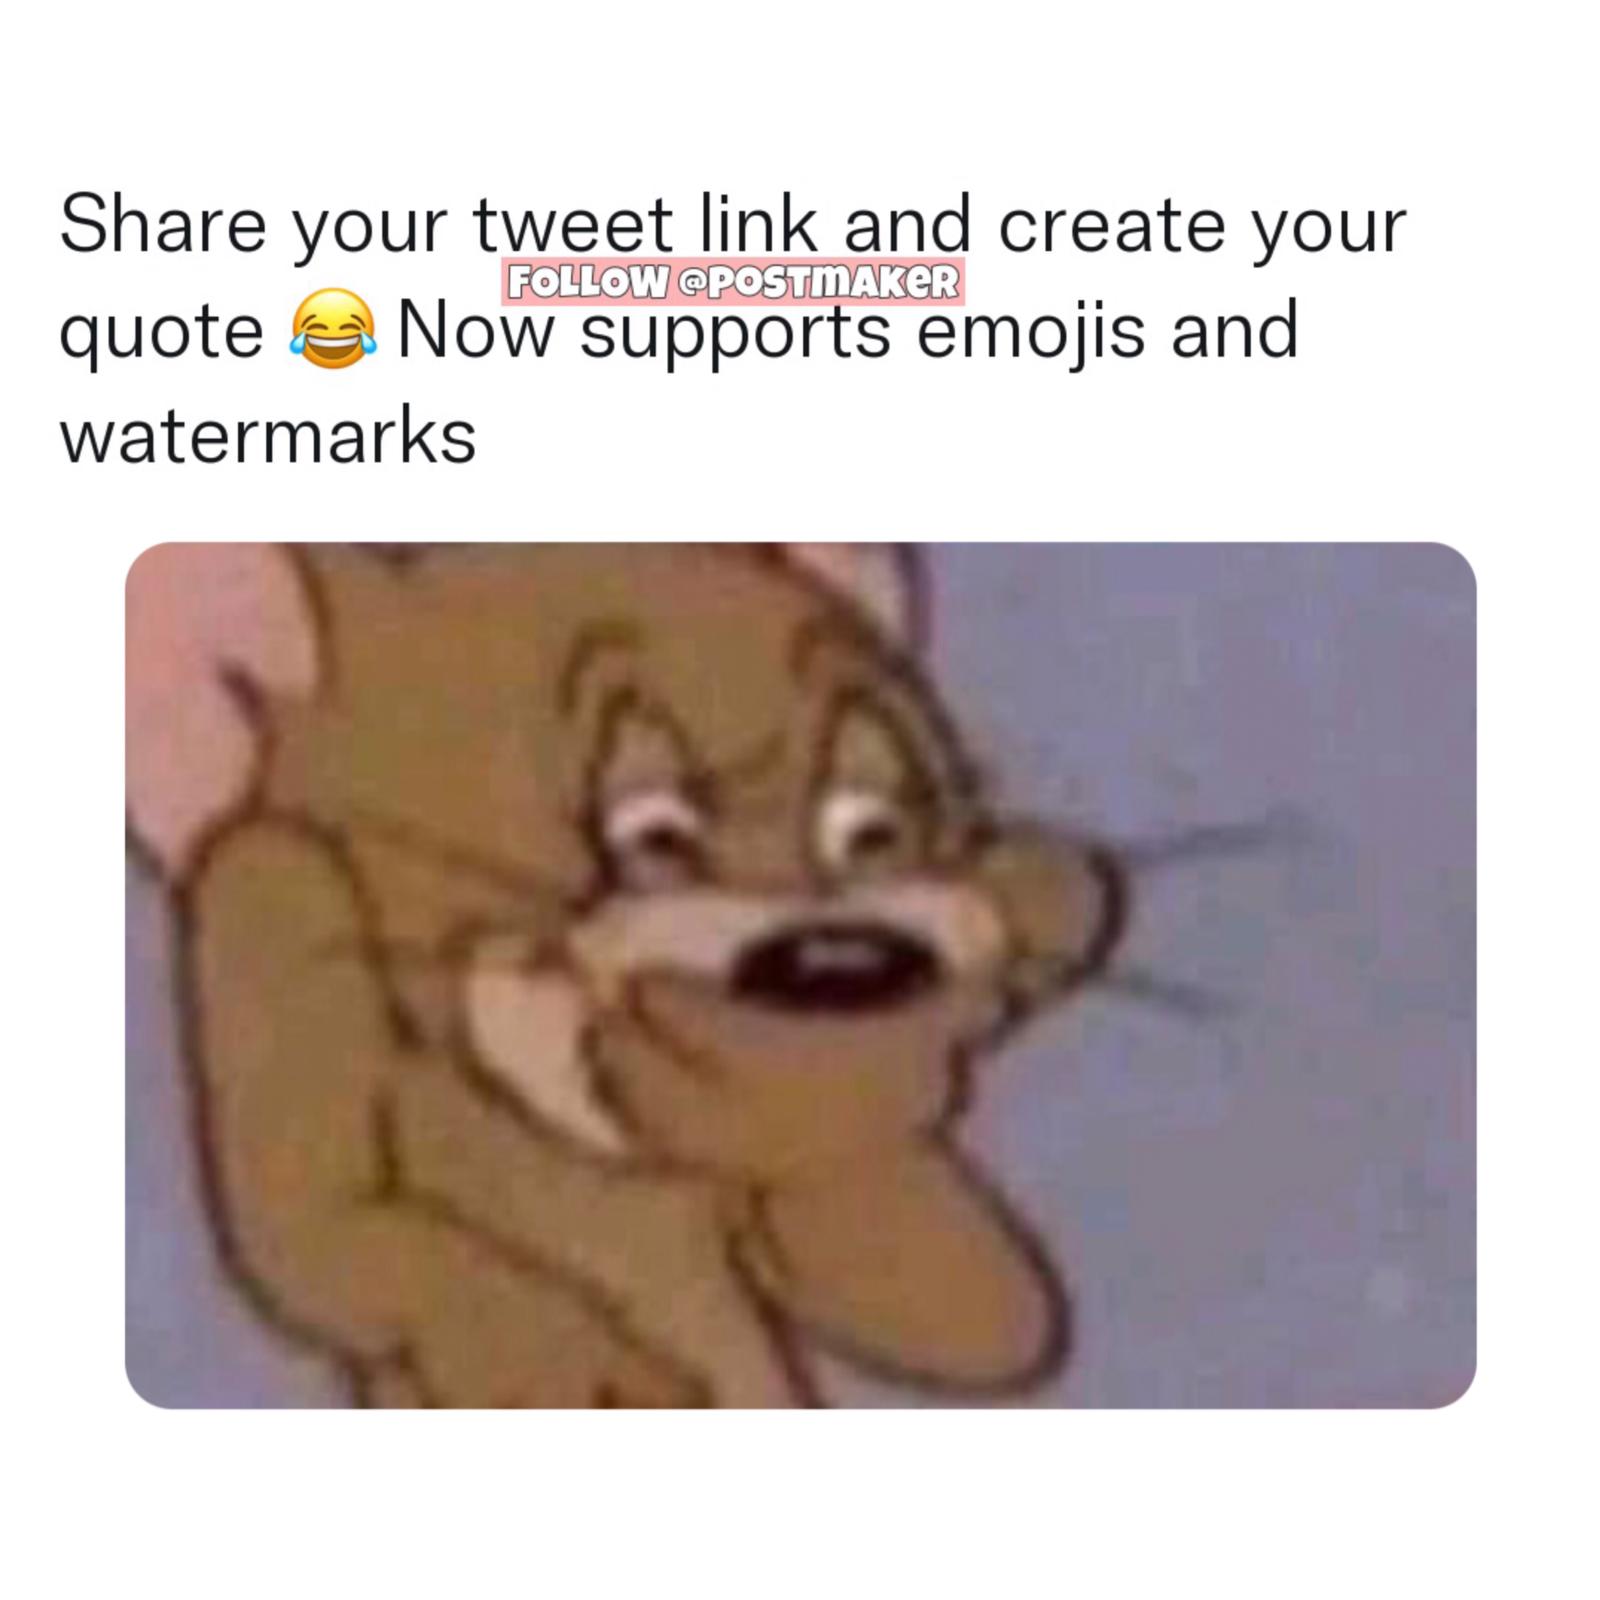 Share your tweet link and create your
FOLLOW @POSTMAKER
quote 😂 Now supports emojis and
watermarks